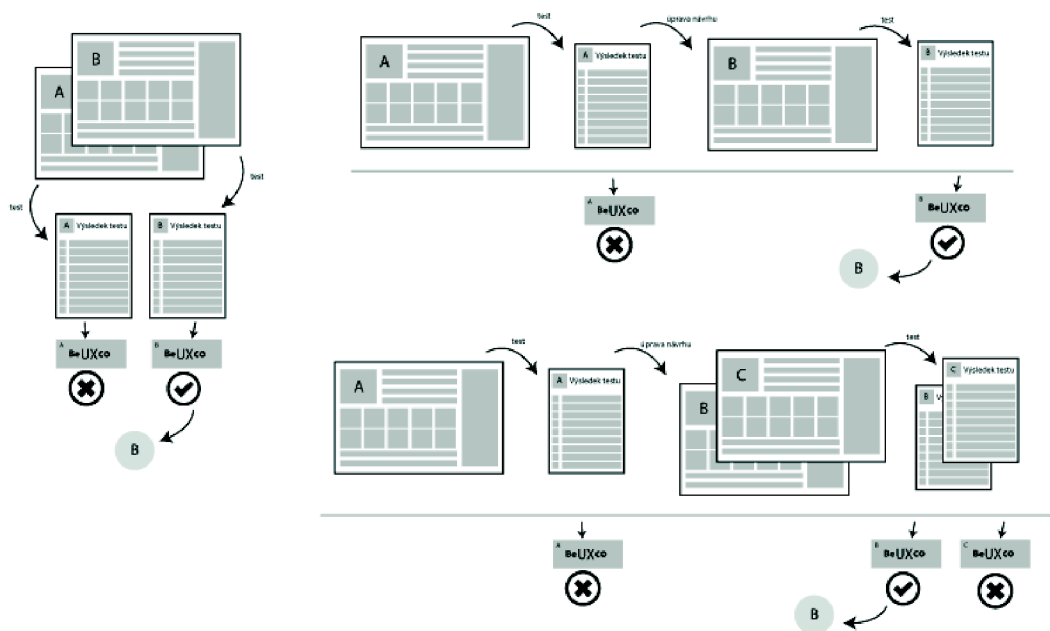 B
A
test
test
A Výsledek testu
B Výsledek testu
A
BeUXco
B
BeUXco
B
test
úprava návrhu
test
A
A Výsledek testu
B
B Výsledek testu
A
BeUXco
B
BeUXco
B
test
úprava návrhu
test
A
A Výsledek testu
C
B
C Výsledek testu
B
A
BeUXco
B
BeUXco
C
BeUXco
B